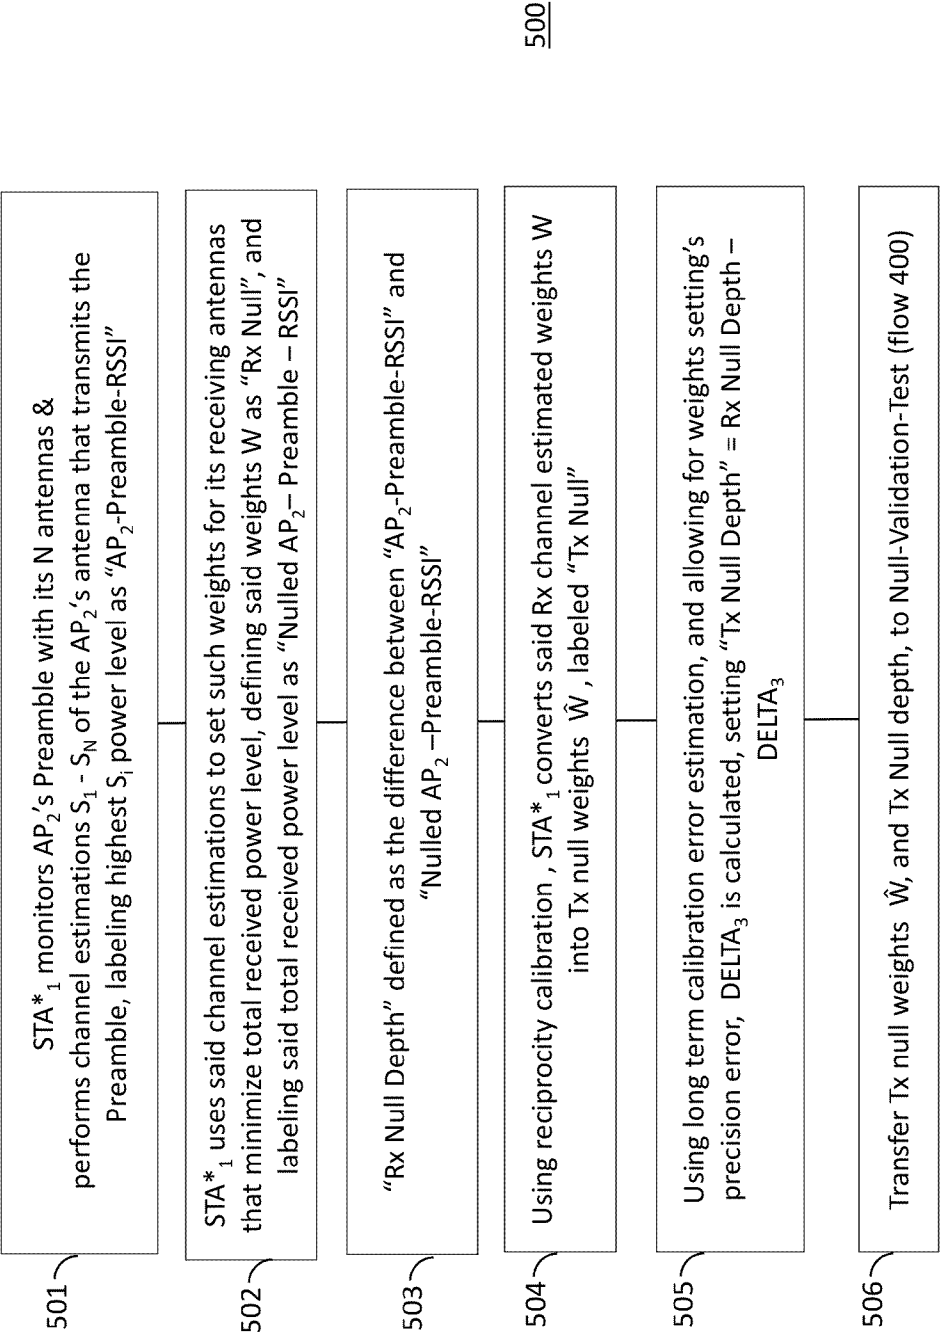 500
501
STA*1 monitors AP2's Preamble with its N antennas &
performs channel estimations S1 - SN of the AP2's antenna that transmits the
Preamble, labeling highest Si power level as "AP2-Preamble-RSSI"
502
STA*1 uses said channel estimations to set such weights for its receiving antennas
that minimize total received power level, defining said weights W as "Rx Null", and
labeling said total received power level as "Nulled AP2– Preamble – RSSI"
503
"Rx Null Depth" defined as the difference between "AP2-Preamble-RSSI" and
"Nulled AP2 –Preamble-RSSI"
504
Using reciprocity calibration , STA*1 converts said Rx channel estimated weights W
into Tx null weights Ŵ , labeled "Tx Null"
505
Using long term calibration error estimation, and allowing for weights setting's
precision error, DELTA3 is calculated, setting "Tx Null Depth" = Rx Null Depth –
DELTA3
506
Transfer Tx null weights Ŵ, and Tx Null depth, to Null-Validation-Test (flow 400)